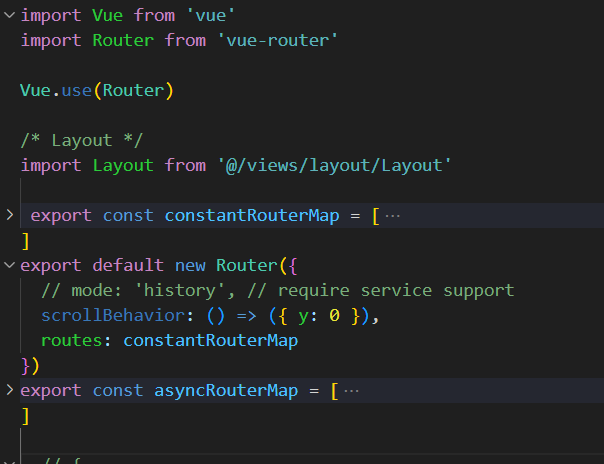 import Vue from 'vue'
import Router from 'vue-router'
Vue.use(Router)
/* Layout */
import Layout from '@/views/layout/Layout'
export const constantRouterMap = [ ···
]
export default new Router({
// mode: 'history', // require service support
scrollBehavior: () => ({ y: 0 }),
routes: constantRouterMap
})
export const asyncRouterMap = [ ···
]
// {